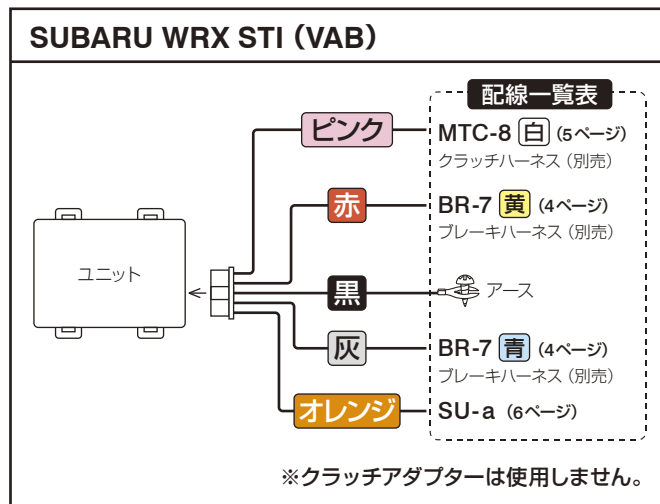 SUBARU WRX STI（VAB）
配線一覧表
ピンク
MTC-8 白（5ページ）
クラッチハーネス（別売）
赤
BR-7 黄（4ページ）
ブレーキハーネス（別売）
ユニット
黒
アース
灰
BR-7 青（4ページ）
ブレーキハーネス（別売）
オレンジ
SU-a（6ページ）
※クラッチアダプターは使用しません。